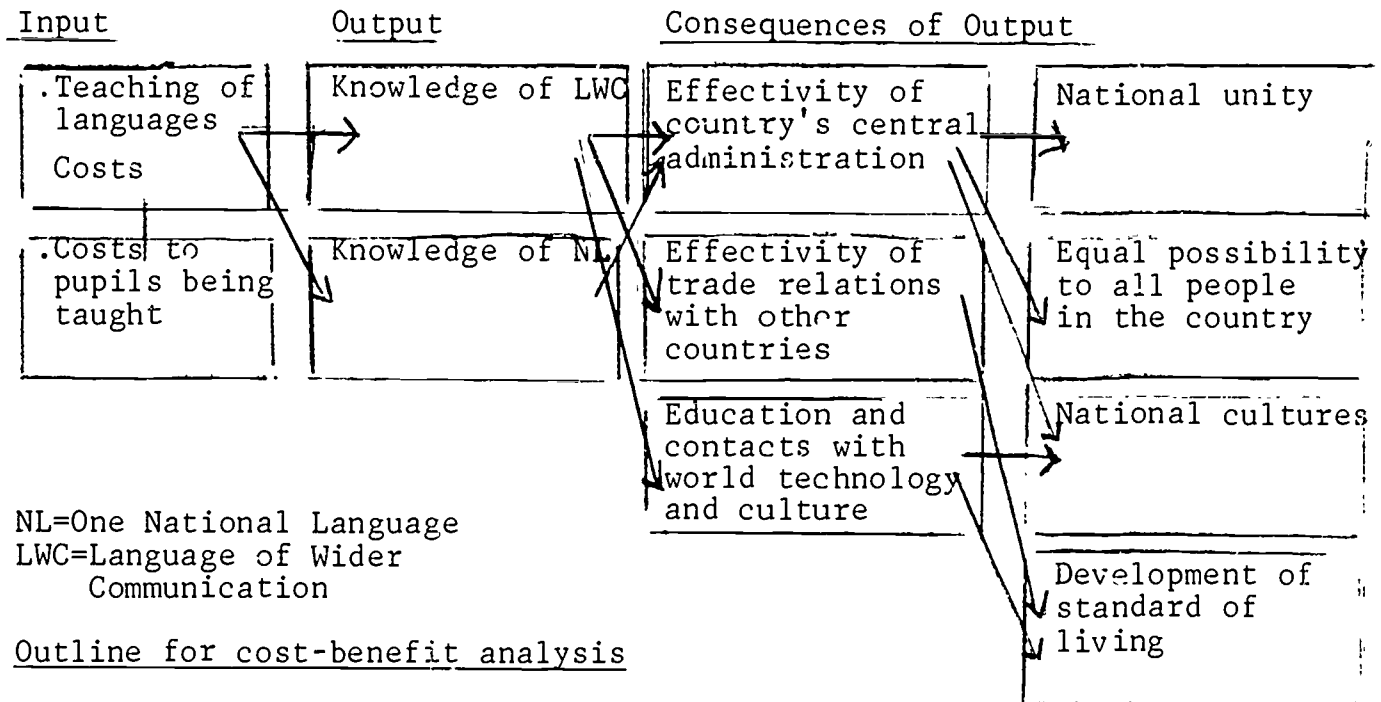 Input
Output
Consequences of Output
.Teaching of
languages
Costs
Knowledge of LWC
Effectivity of
country's central
administration
National unity
.Costs to
pupils being
taught
Knowledge of NL
Effectivity of
trade relations
with other
countries
Equal possibility
to all people
in the country
Education and
contacts with
world technology
and culture
National cultures
Development of
standard of
living
NL=One National Language
LWC=Language of Wider
Communication
Outline for cost-benefit analysis